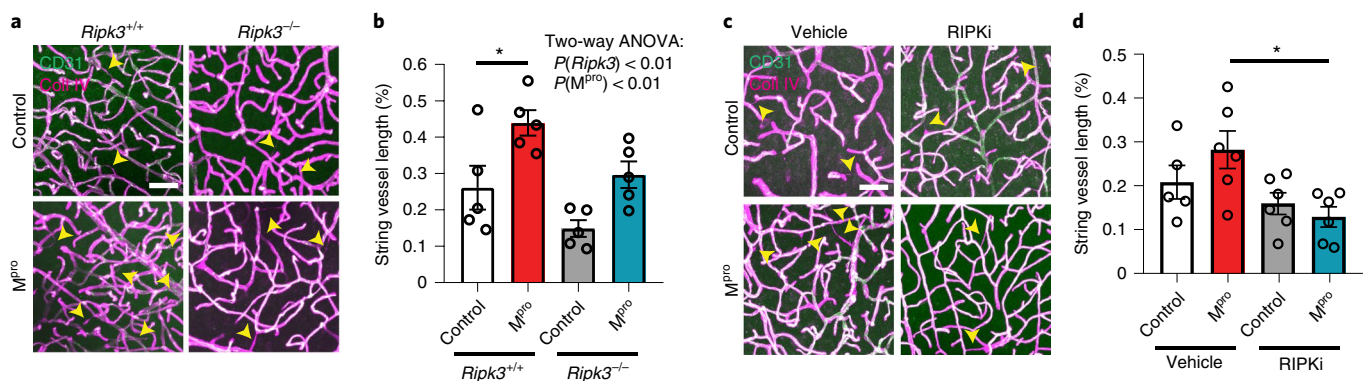 a
Ripk3+/+
Ripk3–/–
CD31
Coll IV
Control
Mpro
b
Two-way ANOVA:
P(Ripk3) < 0.01
P(Mpro) < 0.01
*
String vessel length (%)
0.6
0.5
0.4
0.3
0.2
0.1
0
Control
Mpro
Control
Mpro
Ripk3+/+
Ripk3–/–
c
Vehicle
RIPKi
CD31
Coll IV
Control
Mpro
d
*
String vessel length (%)
0.5
0.4
0.3
0.2
0.1
0
Control
Mpro
Control
Mpro
Vehicle
RIPKi